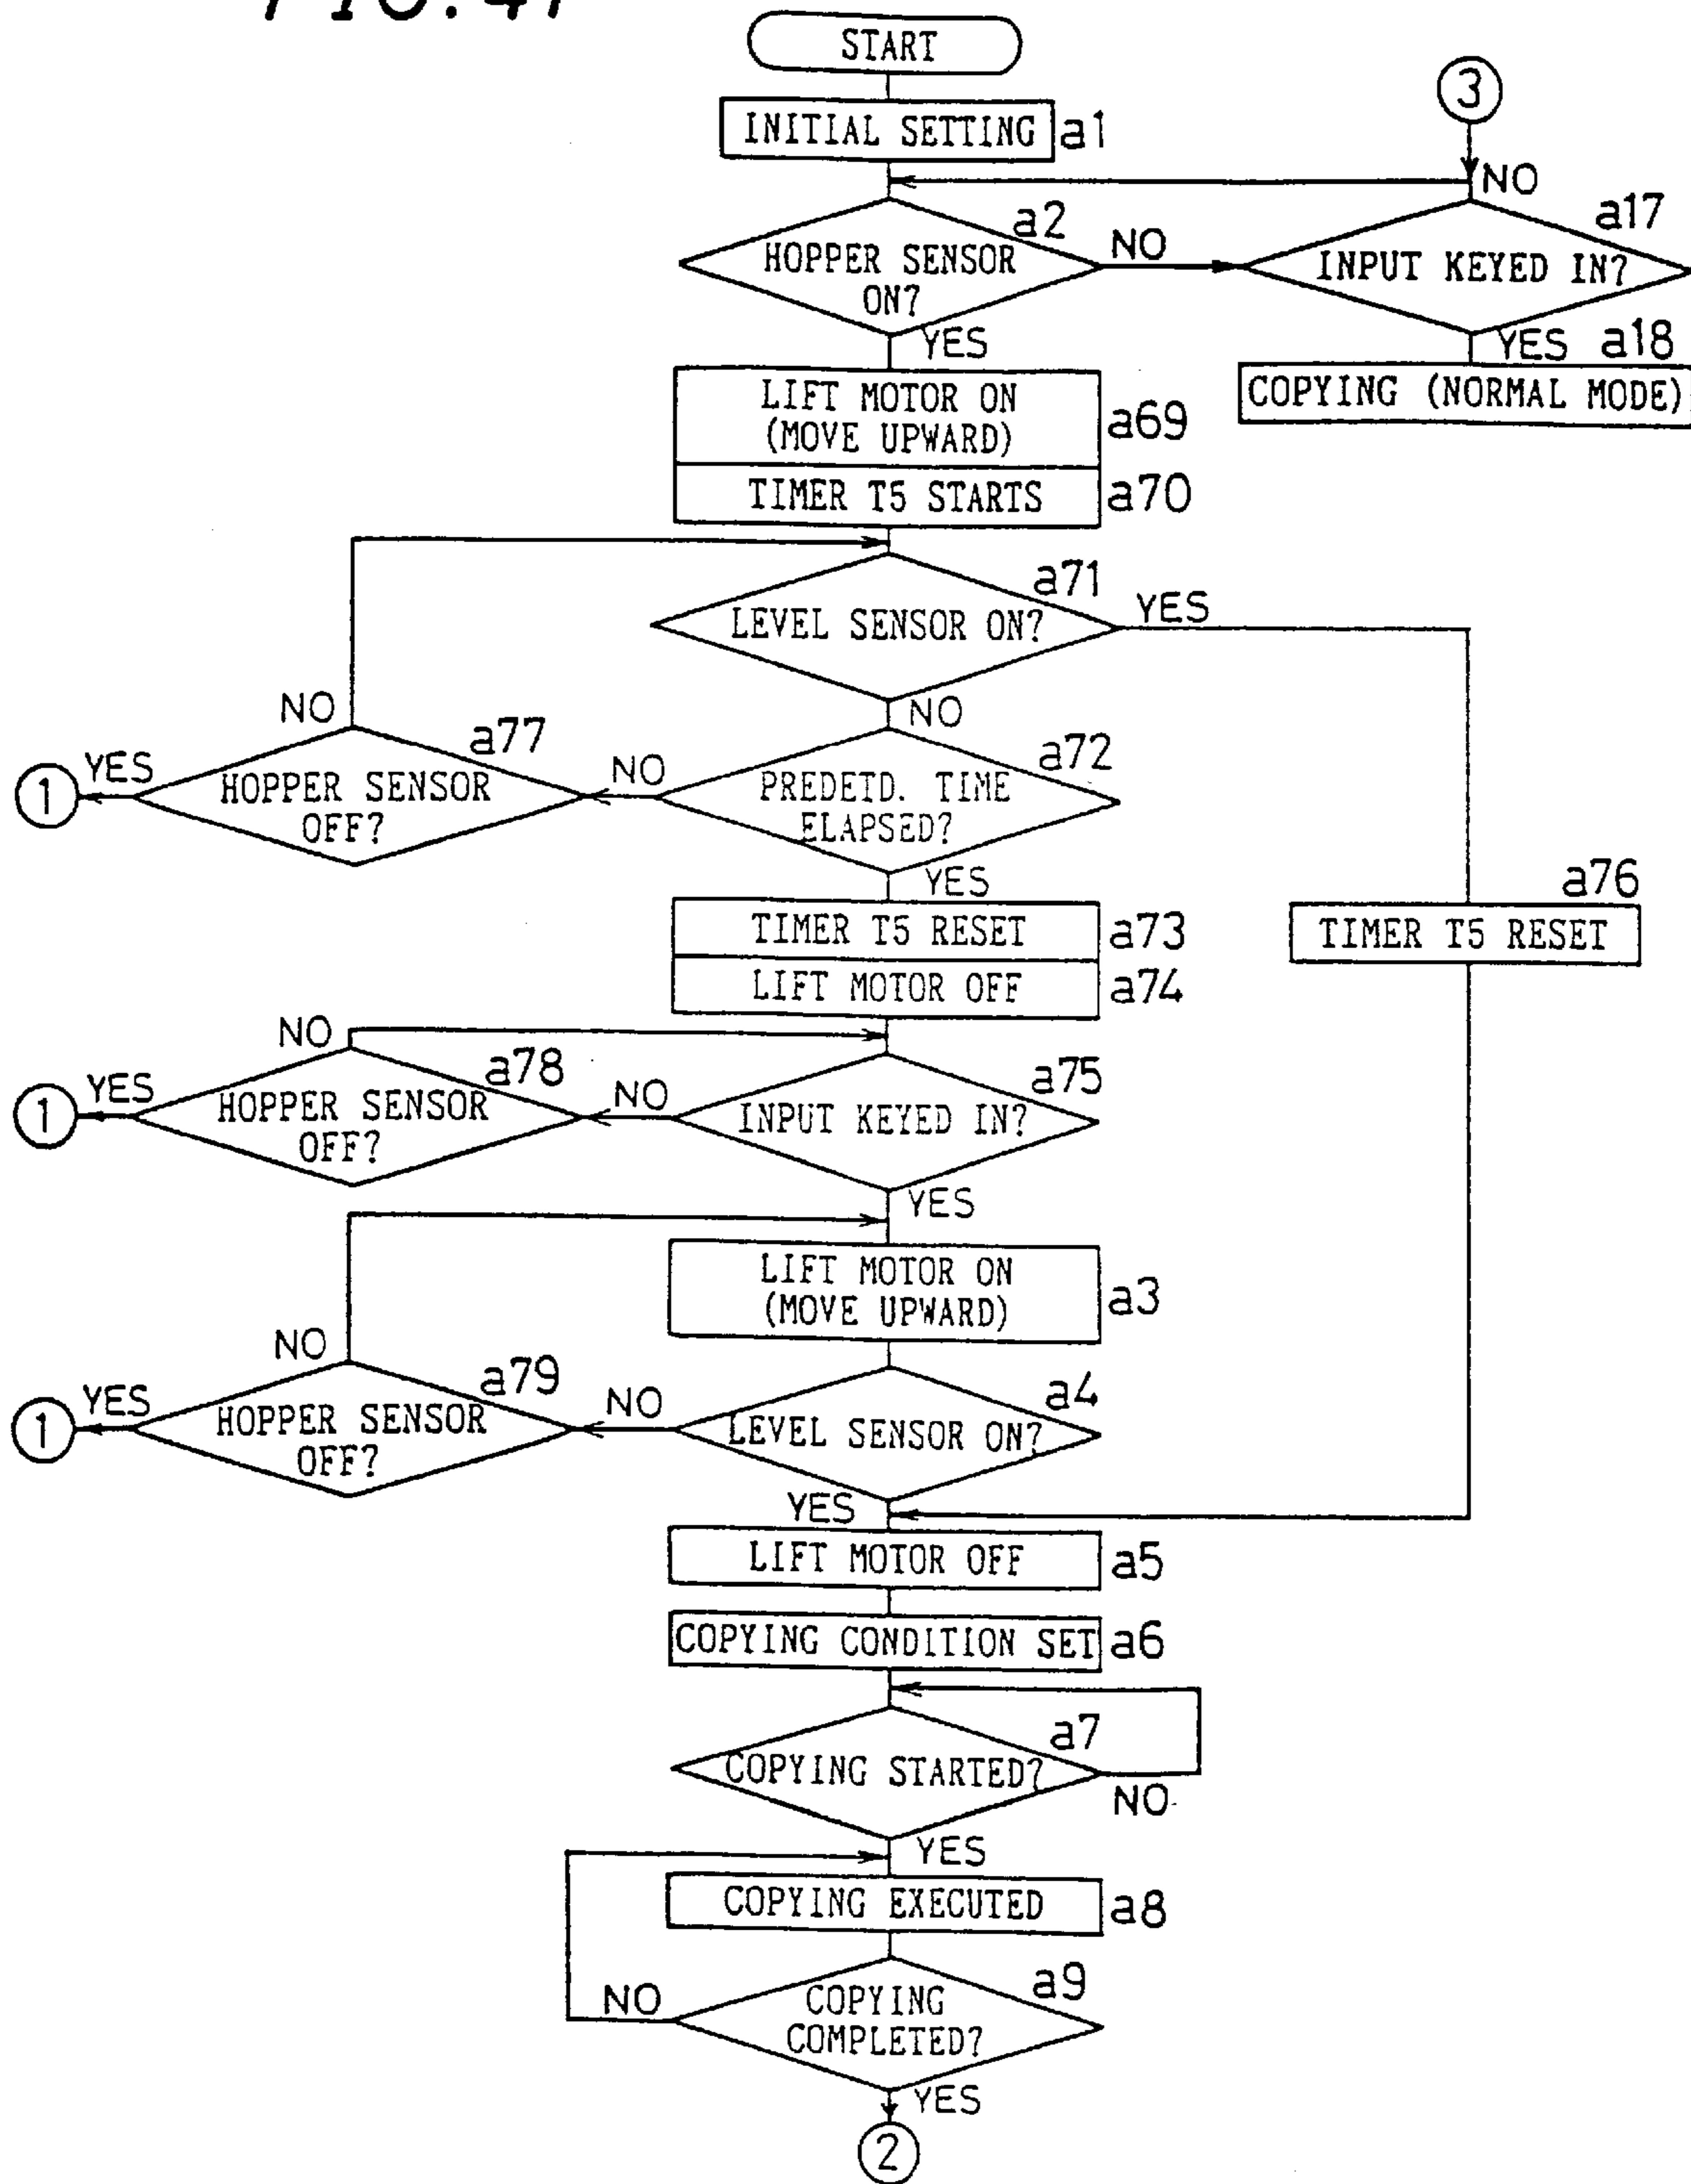 FIG. 47
START
INITIAL SETTING a1
3
NO
a2
HOPPER SENSOR
ON?
NO
a17
INPUT KEYED IN?
YES
YES a18
COPYING (NORMAL MODE)
LIFT MOTOR ON
(MOVE UPWARD)
a69
TIMER T5 STARTS a70
a71
LEVEL SENSOR ON?
YES
NO
NO
a77
HOPPER SENSOR
OFF?
YES
1
NO
a72
PREDETD. TIME
ELAPSED?
YES
a76
TIMER T5 RESET
TIMER T5 RESET a73
LIFT MOTOR OFF a74
NO
a78
HOPPER SENSOR
OFF?
YES
1
NO
a75
INPUT KEYED IN?
YES
LIFT MOTOR ON
(MOVE UPWARD)
a3
NO
a79
HOPPER SENSOR
OFF?
YES
1
NO
a4
LEVEL SENSOR ON?
YES
LIFT MOTOR OFF a5
COPYING CONDITION SET a6
a7
COPYING STARTED?
NO
YES
COPYING EXECUTED a8
a9
NO
COPYING
COMPLETED?
YES
2